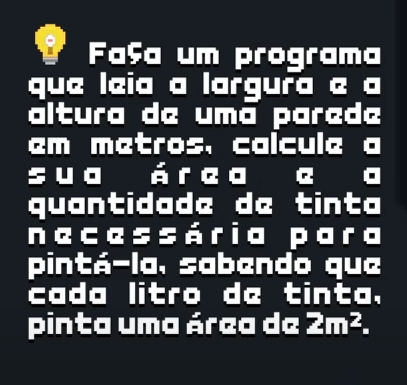 Faça um programa
que leia a largura e a
altura de uma parede
em metros, calcule a
sua área e a
quantidade de tinta
necessária para
pintá-la, sabendo que
cada litro de tinta,
pinta uma área de 2m².